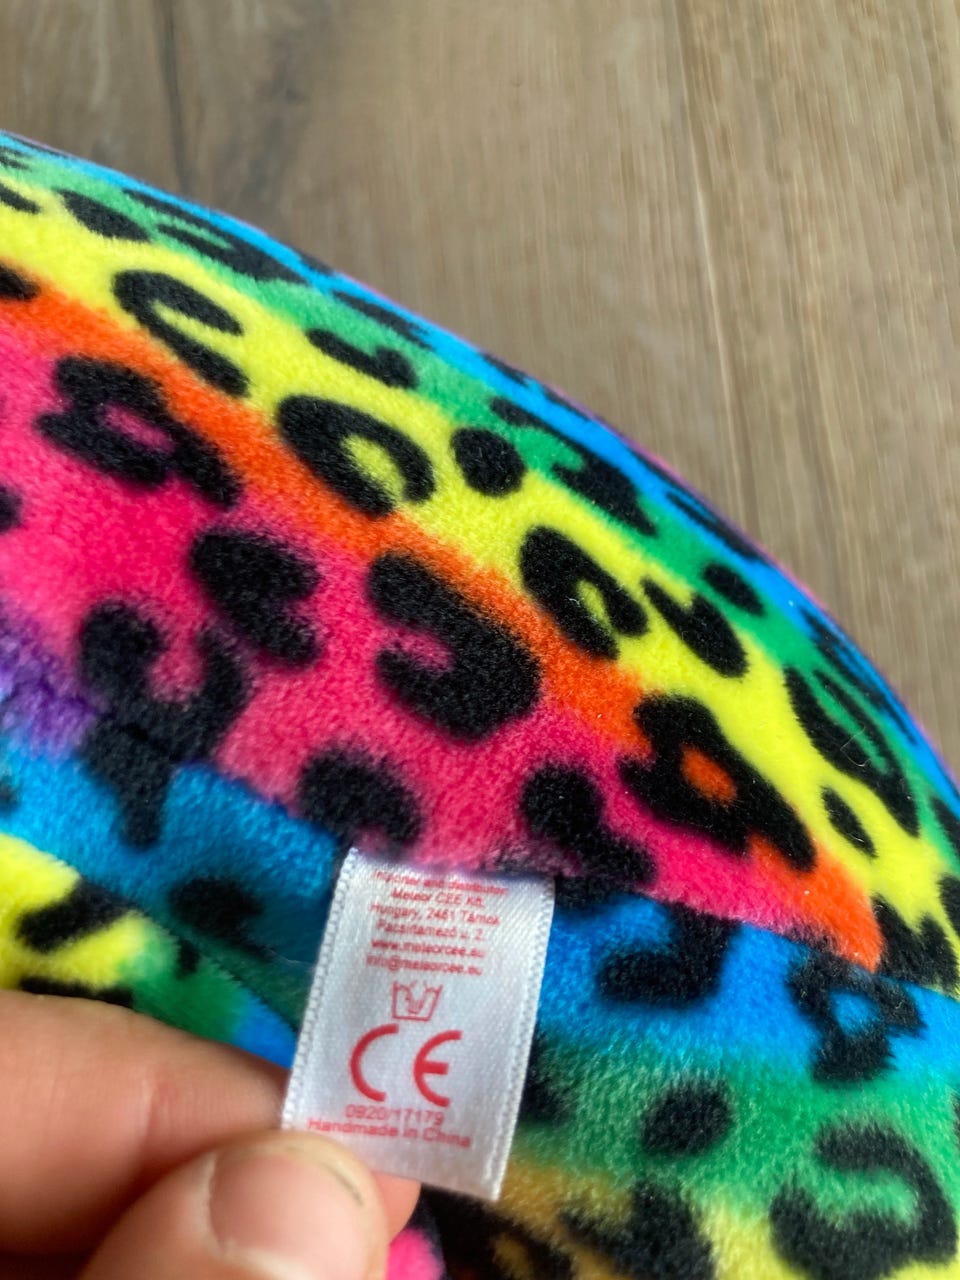 Importer and distributor
Meteor CEE Kft.
Hungary, 2461 Tárnok
Pacsirtamező u. 2.
www.meteorcee.eu
info@meteorcee.eu
CE
0920/17179
Handmade in China